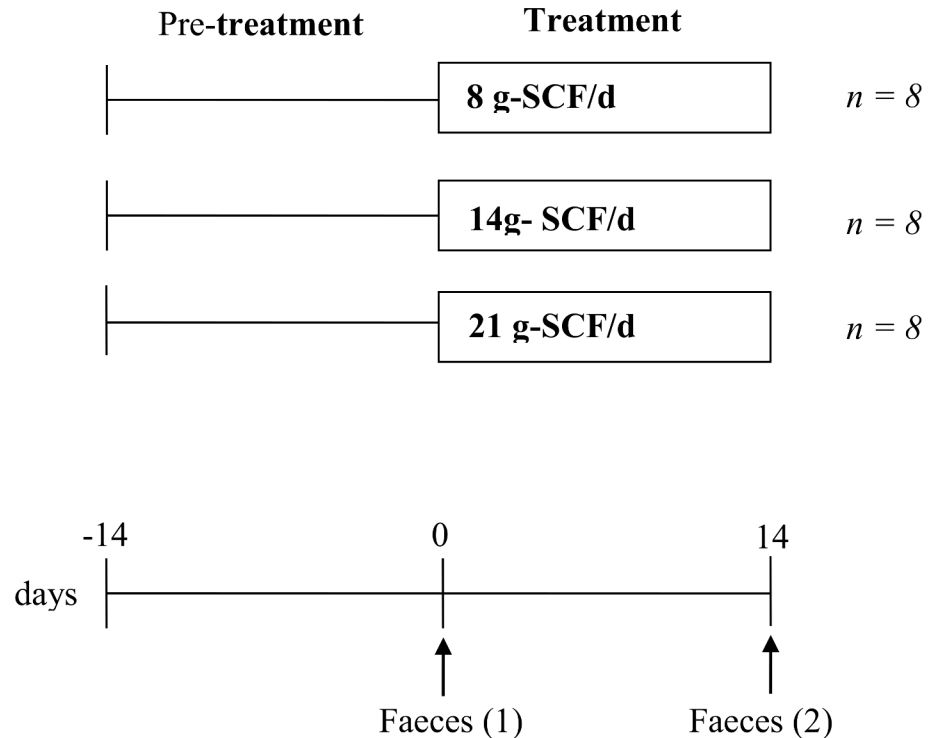 Pre-treatment Treatment
8 g-SCF/d n = 8
14g- SCF/d n = 8
21 g-SCF/d n = 8
-14 0 14
days
Faeces (1) Faeces (2)